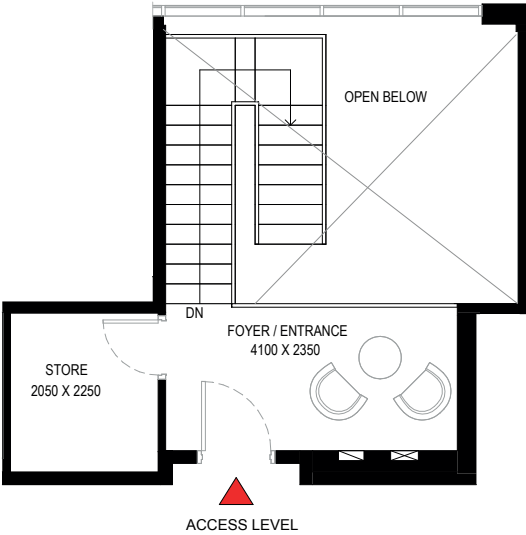 OPEN BELOW
DN
FOYER / ENTRANCE
4100 X 2350
STORE
2050 X 2250
ACCESS LEVEL